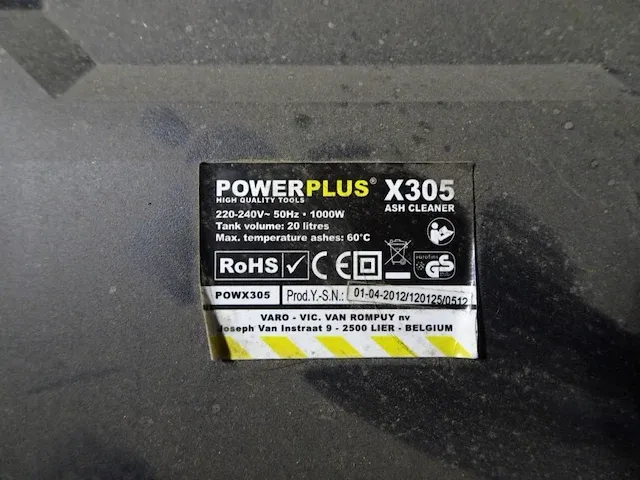 POWERPLUS® X305
HIGH QUALITY TOOLS
ASH CLEANER
220-240V~ 50Hz • 1000W
Tank volume: 20 litres
Max. temperature ashes: 60°C
RoHS ✓ CE
eurofins
GS
POWX305 Prod.Y.-S.N.: 01-04-2012/120125/0512
VARO - VIC. VAN ROMPUY nv
Joseph Van Instraat 9 - 2500 LIER - BELGIUM